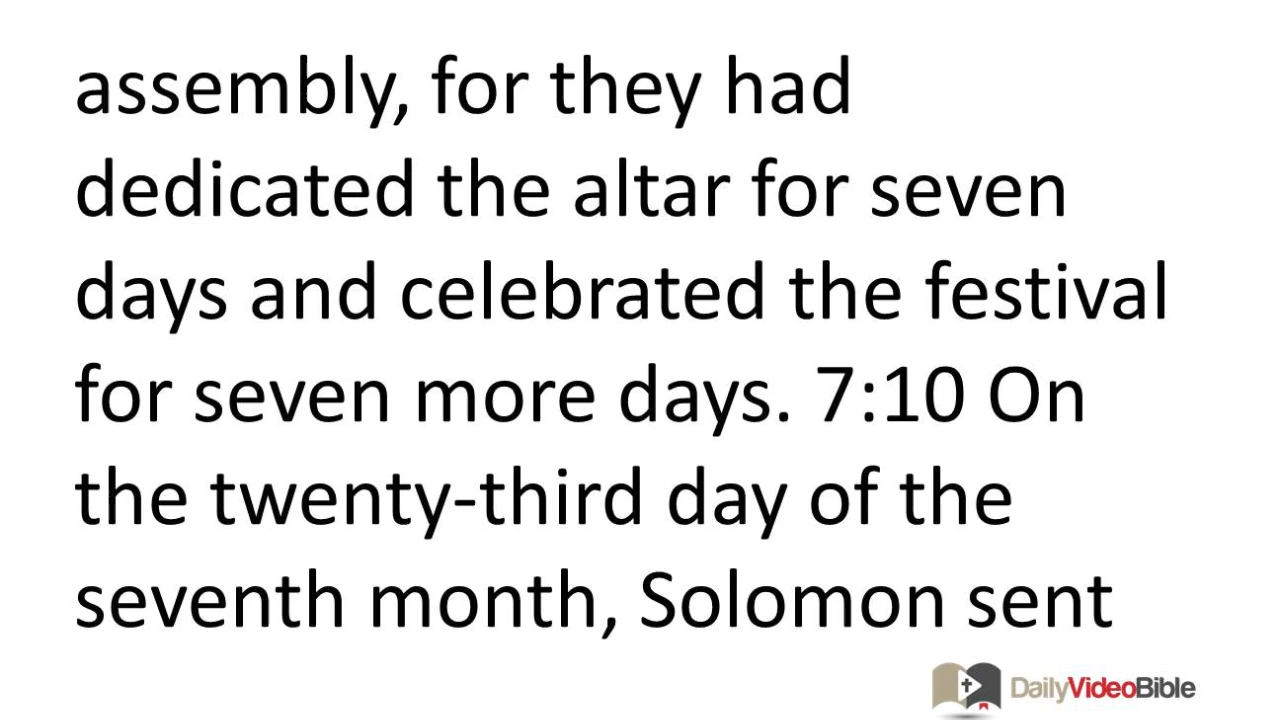 assembly, for they had
dedicated the altar for seven
days and celebrated the festival
for seven more days. 7:10 On
the twenty-third day of the
seventh month, Solomon sent
DailyVideoBible